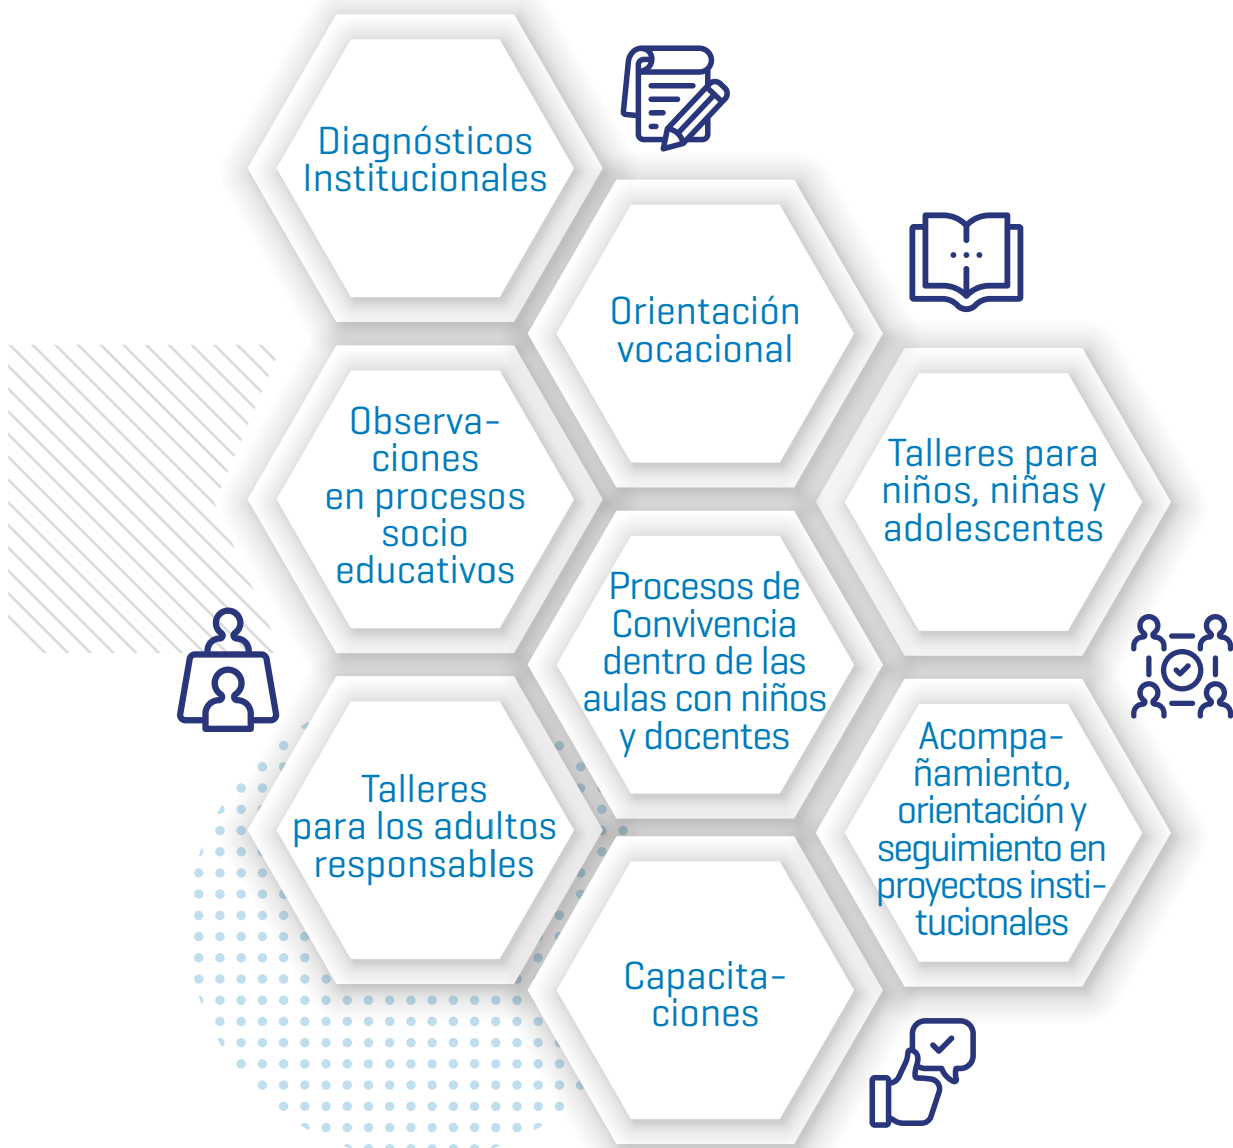 Diagnósticos
Institucionales
Orientación
vocacional
Observa-
ciones
en procesos
socio
educativos
Talleres para
niños, niñas y
adolescentes
Procesos de
Convivencia
dentro de las
aulas con niños
y docentes
Talleres
para los adultos
responsables
Acompa-
ñamiento,
orientación y
seguimiento en
proyectos insti-
tucionales
Capacita-
ciones